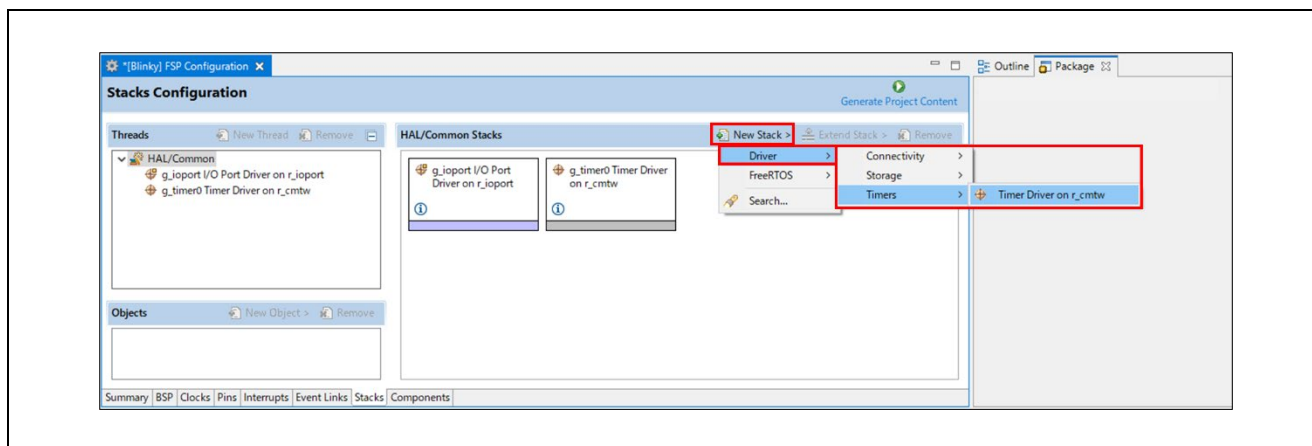 *[Blinky] FSP Configuration
Outline
Package
Stacks Configuration
Generate Project Content
Threads
New Thread
Remove
HAL/Common Stacks
New Stack >
Extend Stack >
Remove
HAL/Common
g_ioport I/O Port Driver on r_ioport
g_timer0 Timer Driver on r_cmtw
g_ioport I/O Port
Driver on r_ioport
g_timer0 Timer Driver
on r_cmtw
Driver >
FreeRTOS >
Search...
Connectivity >
Storage >
Timers >
Timer Driver on r_cmtw
Objects
New Object >
Remove
Summary BSP Clocks Pins Interrupts Event Links Stacks Components